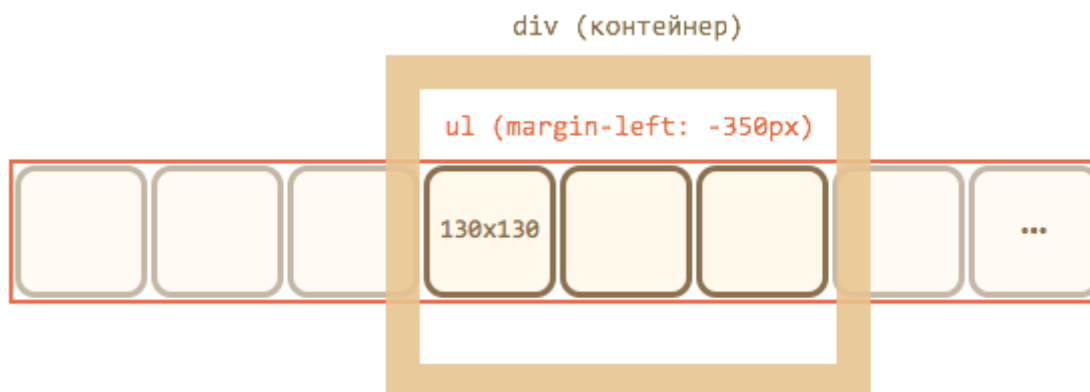 div (контейнер)
ul (margin-left: -350px)
130x130
...